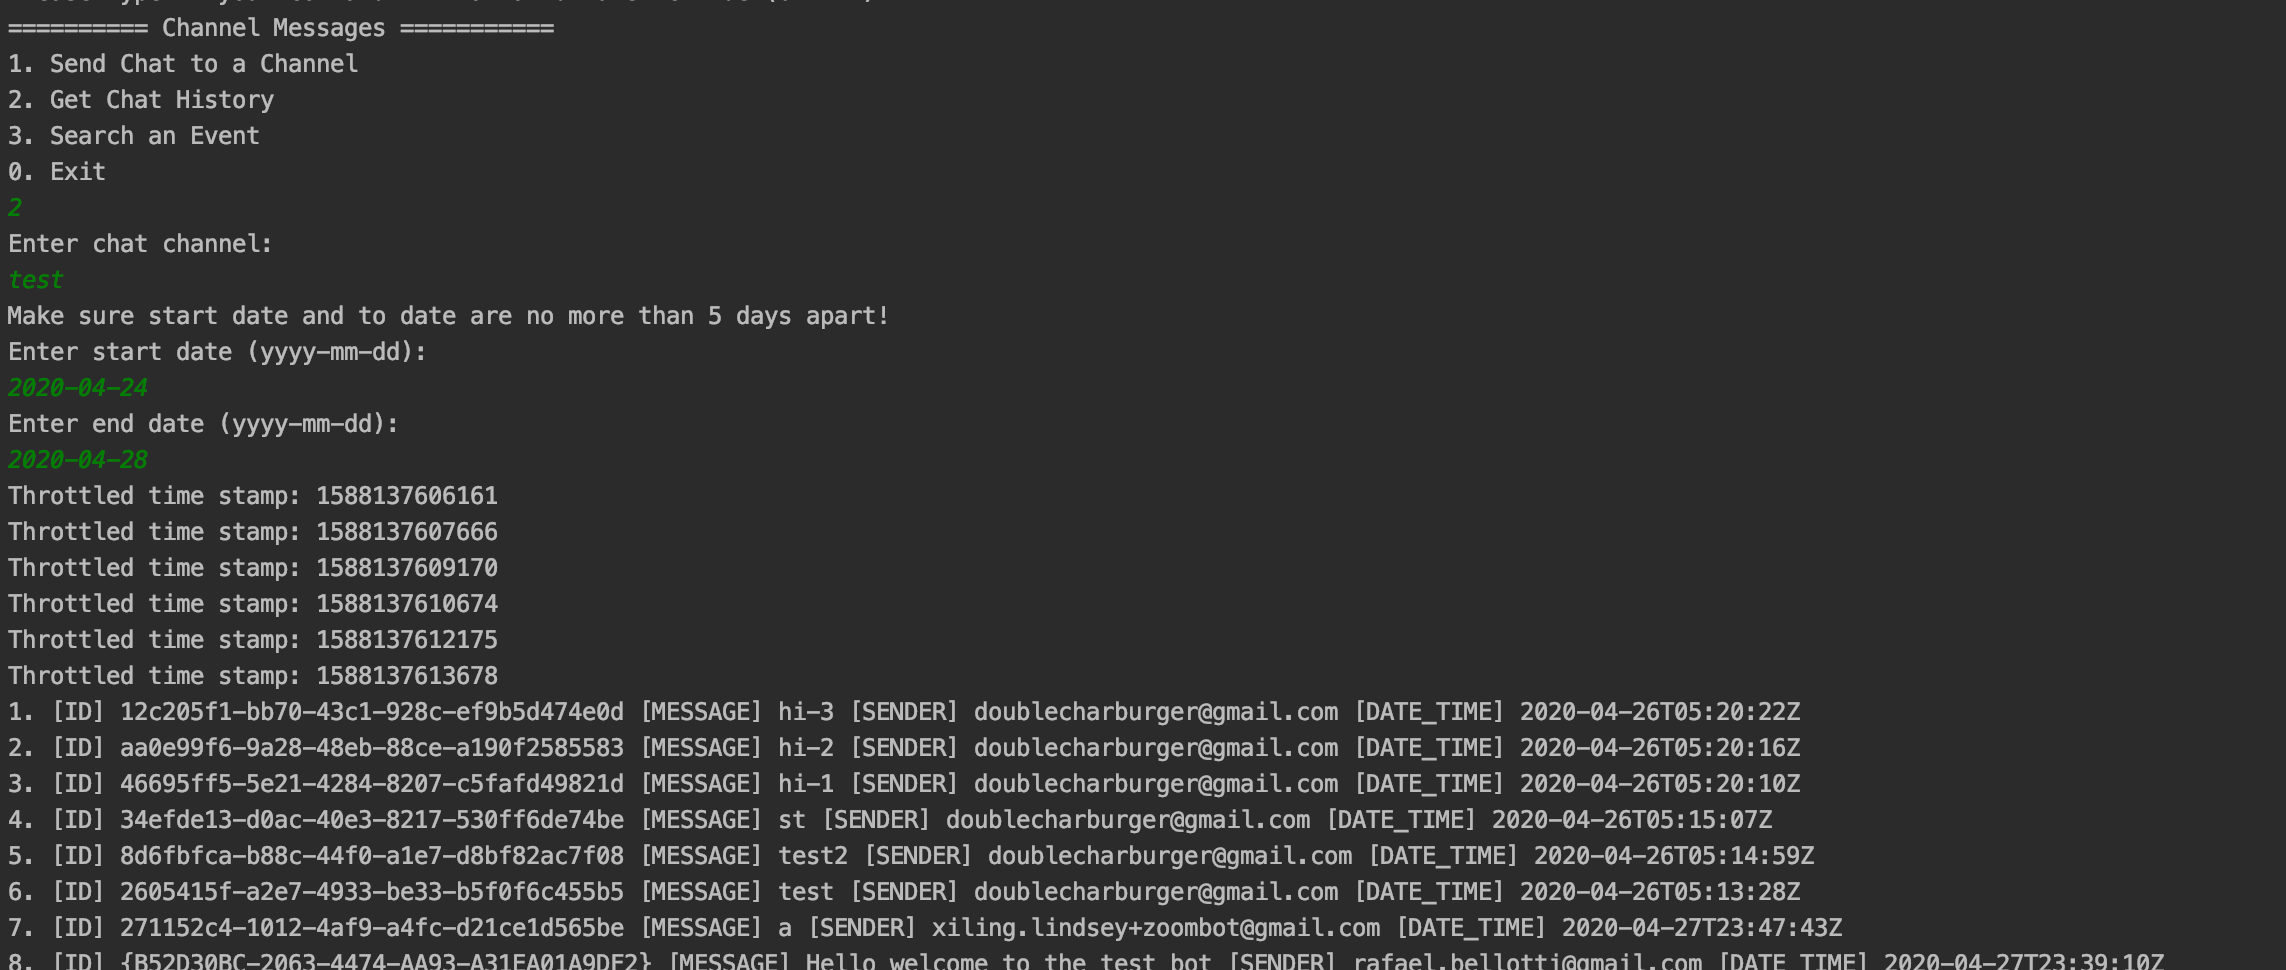 ========== Channel Messages ===========
1. Send Chat to a Channel
2. Get Chat History
3. Search an Event
0. Exit
2
Enter chat channel:
test
Make sure start date and to date are no more than 5 days apart!
Enter start date (yyyy-mm-dd):
2020-04-24
Enter end date (yyyy-mm-dd):
2020-04-28
Throttled time stamp: 1588137606161
Throttled time stamp: 1588137607666
Throttled time stamp: 1588137609170
Throttled time stamp: 1588137610674
Throttled time stamp: 1588137612175
Throttled time stamp: 1588137613678
1. [ID] 12c205f1-bb70-43c1-928c-ef9b5d474e0d [MESSAGE] hi-3 [SENDER] doublecharburger@gmail.com [DATE_TIME] 2020-04-26T05:20:22Z
2. [ID] aa0e99f6-9a28-48eb-88ce-a190f2585583 [MESSAGE] hi-2 [SENDER] doublecharburger@gmail.com [DATE_TIME] 2020-04-26T05:20:16Z
3. [ID] 46695ff5-5e21-4284-8207-c5fafd49821d [MESSAGE] hi-1 [SENDER] doublecharburger@gmail.com [DATE_TIME] 2020-04-26T05:20:10Z
4. [ID] 34efde13-d0ac-40e3-8217-530ff6de74be [MESSAGE] st [SENDER] doublecharburger@gmail.com [DATE_TIME] 2020-04-26T05:15:07Z
5. [ID] 8d6fbfca-b88c-44f0-a1e7-d8bf82ac7f08 [MESSAGE] test2 [SENDER] doublecharburger@gmail.com [DATE_TIME] 2020-04-26T05:14:59Z
6. [ID] 2605415f-a2e7-4933-be33-b5f0f6c455b5 [MESSAGE] test [SENDER] doublecharburger@gmail.com [DATE_TIME] 2020-04-26T05:13:28Z
7. [ID] 271152c4-1012-4af9-a4fc-d21ce1d565be [MESSAGE] a [SENDER] xiling.lindsey+zoombot@gmail.com [DATE_TIME] 2020-04-27T23:47:43Z
8. [ID] {B52D30BC-2063-4474-AA93-A31EA01A9DF2} [MESSAGE] Hello welcome to the test bot [SENDER] rafael.bellotti@gmail.com [DATE_TIME] 2020-04-27T23:39:10Z